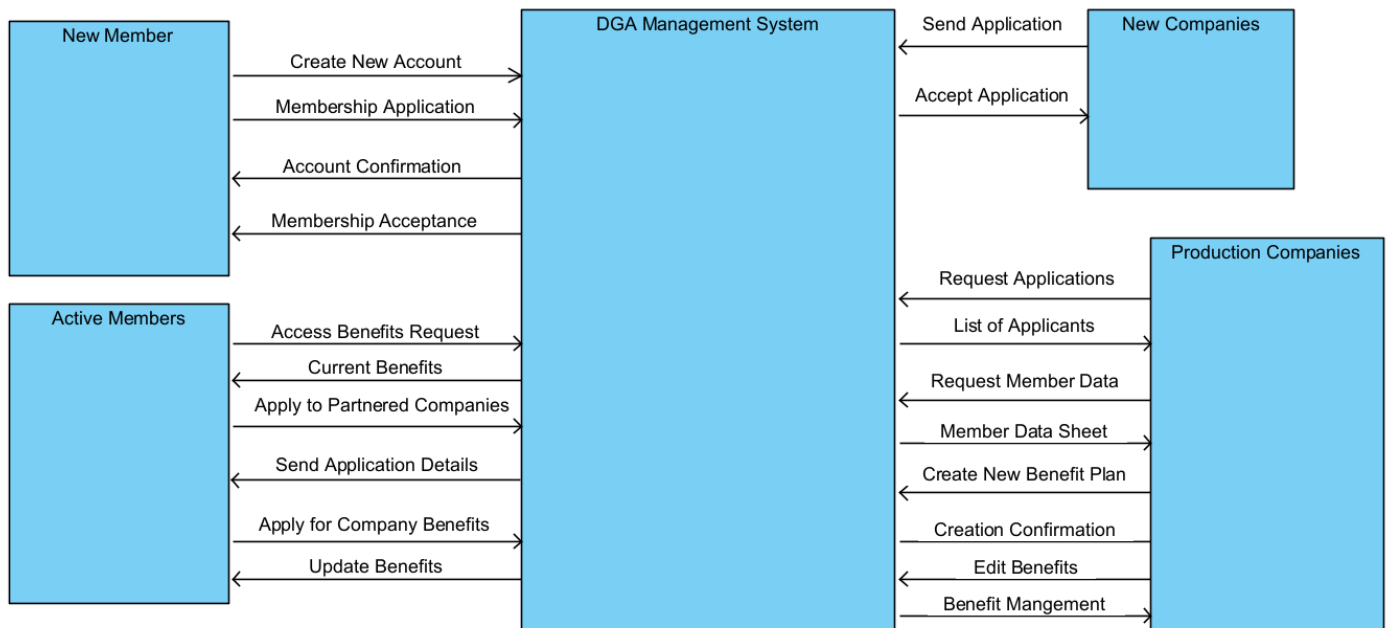 New Member
Create New Account
Membership Application
Account Confirmation
Membership Acceptance
Active Members
Access Benefits Request
Current Benefits
Apply to Partnered Companies
Send Application Details
Apply for Company Benefits
Update Benefits
DGA Management System
Send Application
Accept Application
New Companies
Production Companies
Request Applications
List of Applicants
Request Member Data
Member Data Sheet
Create New Benefit Plan
Creation Confirmation
Edit Benefits
Benefit Mangement